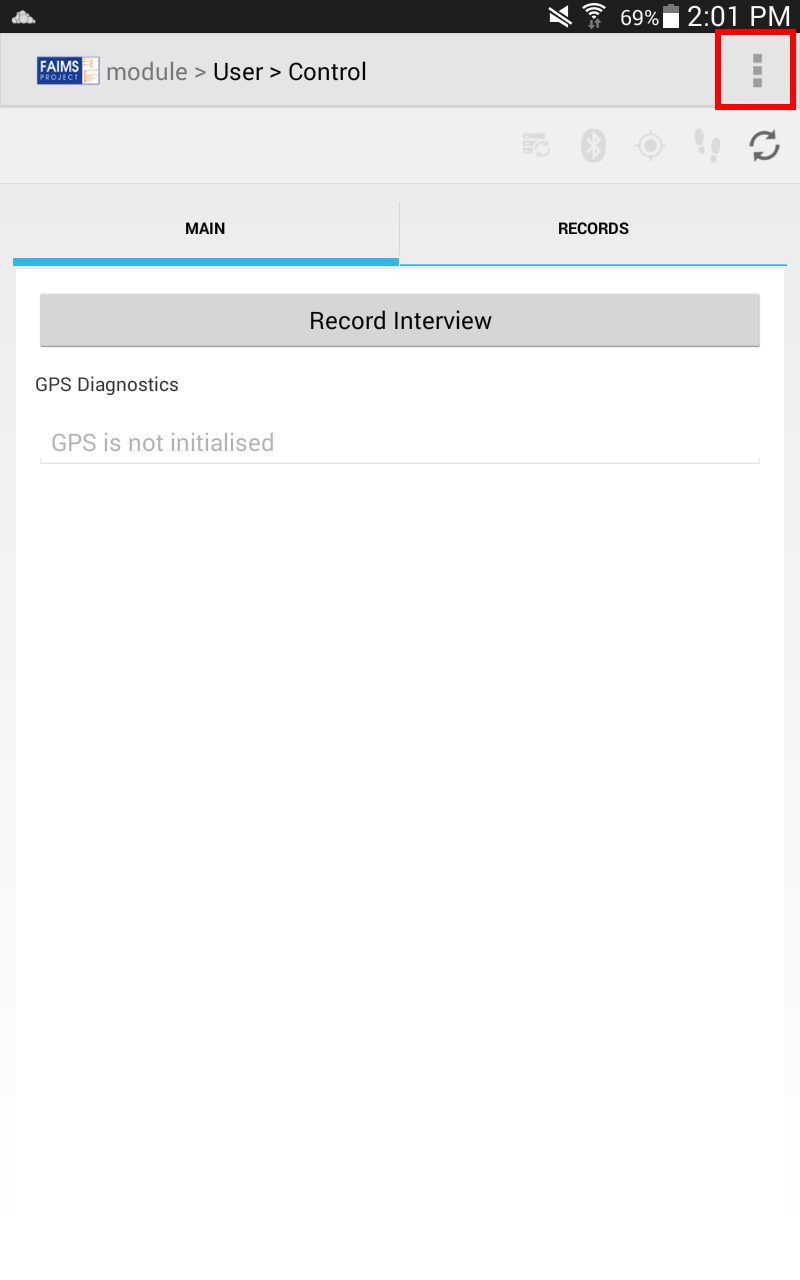 69% 2:01 PM
FAIMS
PROJECT
module > User > Control
MAIN
RECORDS
Record Interview
GPS Diagnostics
GPS is not initialised